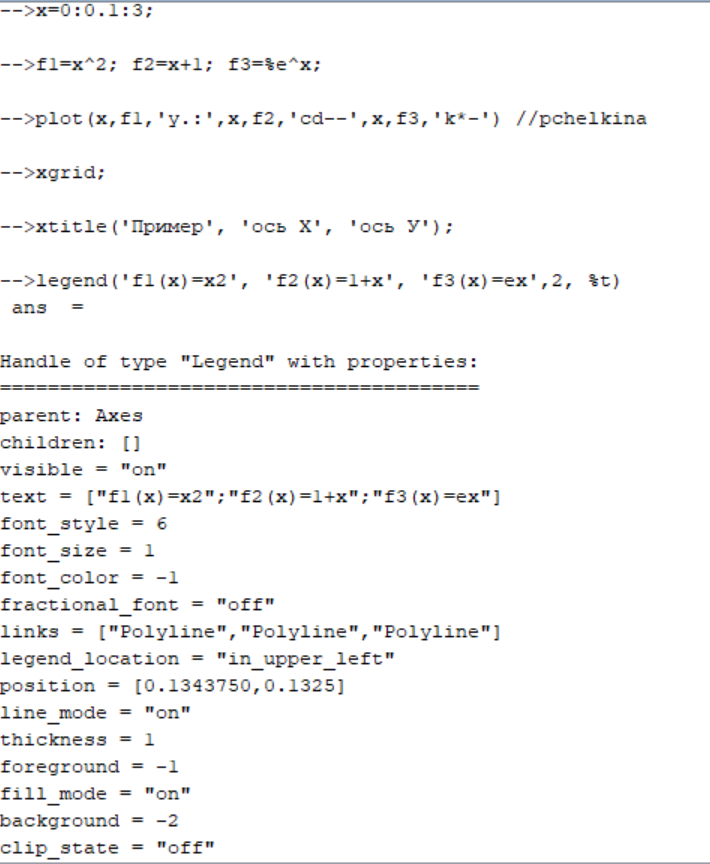 -->x=0:0.1:3;
-->f1=x^2; f2=x+1; f3=%e^x;
-->plot(x,f1,'y.:',x,f2,'cd--',x,f3,'k*-') //pchelkina
-->xgrid;
-->xtitle('Пример', 'ось X', 'ось У');
-->legend('f1(x)=x2', 'f2(x)=1+x', 'f3(x)=ex',2, %t)
ans  =
Handle of type "Legend" with properties:
========================================
parent: Axes
children: []
visible = "on"
text = ["f1(x)=x2";"f2(x)=1+x";"f3(x)=ex"]
font_style = 6
font_size = 1
font_color = -1
fractional_font = "off"
links = ["Polyline","Polyline","Polyline"]
legend_location = "in_upper_left"
position = [0.1343750,0.1325]
line_mode = "on"
thickness = 1
foreground = -1
fill_mode = "on"
background = -2
clip_state = "off"